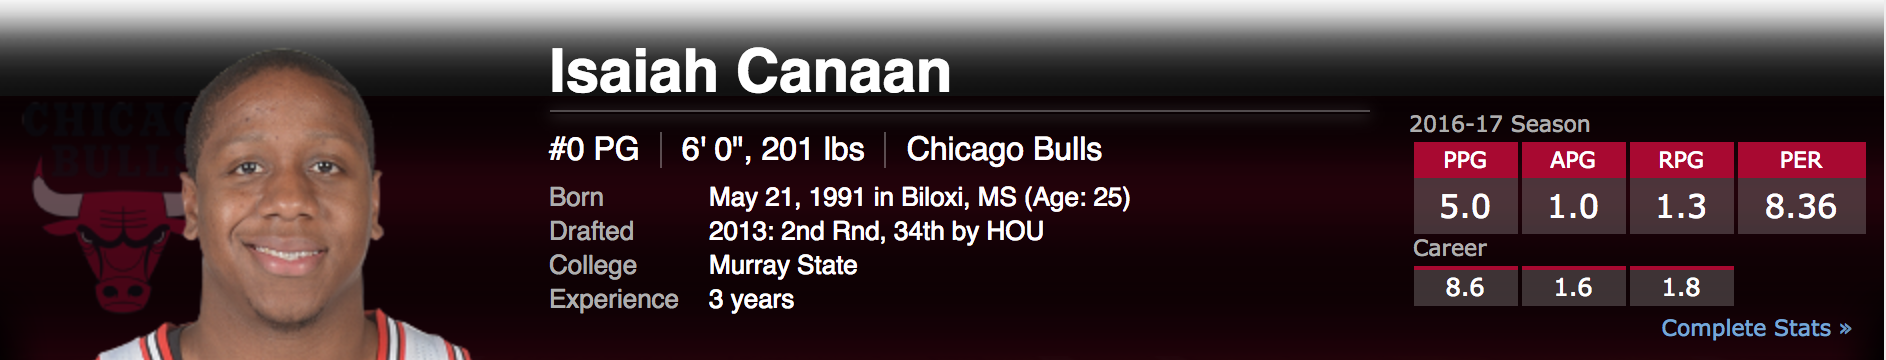 CHICAGO
BULLS
Isaiah Canaan
#0 PG 6' 0", 201 lbs Chicago Bulls
Born May 21, 1991 in Biloxi, MS (Age: 25)
Drafted 2013: 2nd Rnd, 34th by HOU
College Murray State
Experience 3 years
2016-17 Season
PPG APG RPG PER
5.0 1.0 1.3 8.36
Career
8.6 1.6 1.8
Complete Stats »